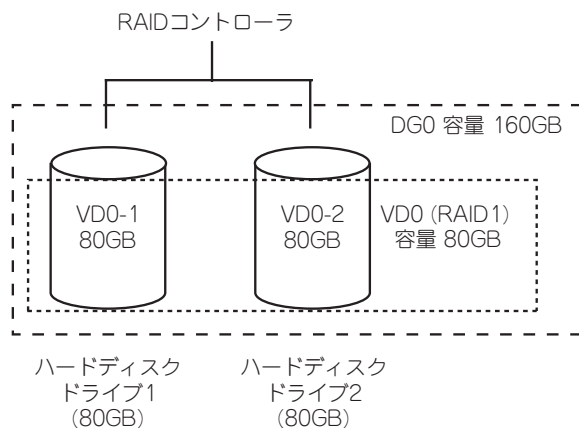 RAIDコントローラ
DG0 容量 160GB
VD0-1
80GB
VD0-2
80GB
VD0 (RAID1)
容量 80GB
ハードディスク
ドライブ1
(80GB)
ハードディスク
ドライブ2
(80GB)